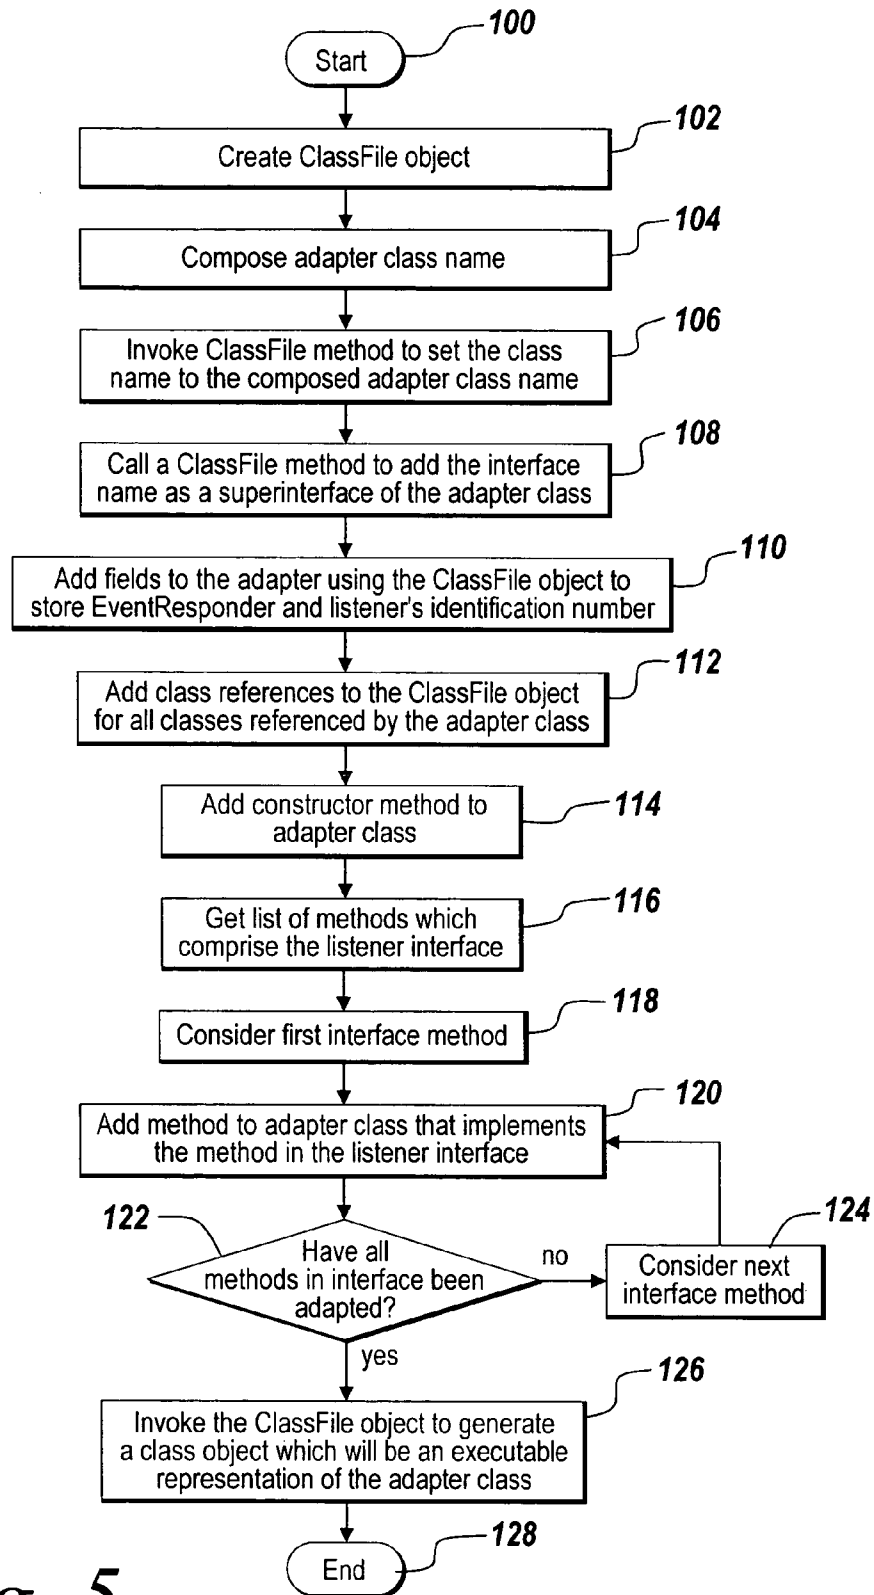 100
Start
102
Create ClassFile object
104
Compose adapter class name
106
Invoke ClassFile method to set the class
name to the composed adapter class name
108
Call a ClassFile method to add the interface
name as a superinterface of the adapter class
110
Add fields to the adapter using the ClassFile object to
store EventResponder and listener's identification number
112
Add class references to the ClassFile object
for all classes referenced by the adapter class
114
Add constructor method to
adapter class
116
Get list of methods which
comprise the listener interface
118
Consider first interface method
120
Add method to adapter class that implements
the method in the listener interface
122
Have all
methods in interface been
adapted?
no
124
Consider next
interface method
yes
126
Invoke the ClassFile object to generate
a class object which will be an executable
representation of the adapter class
128
End
5